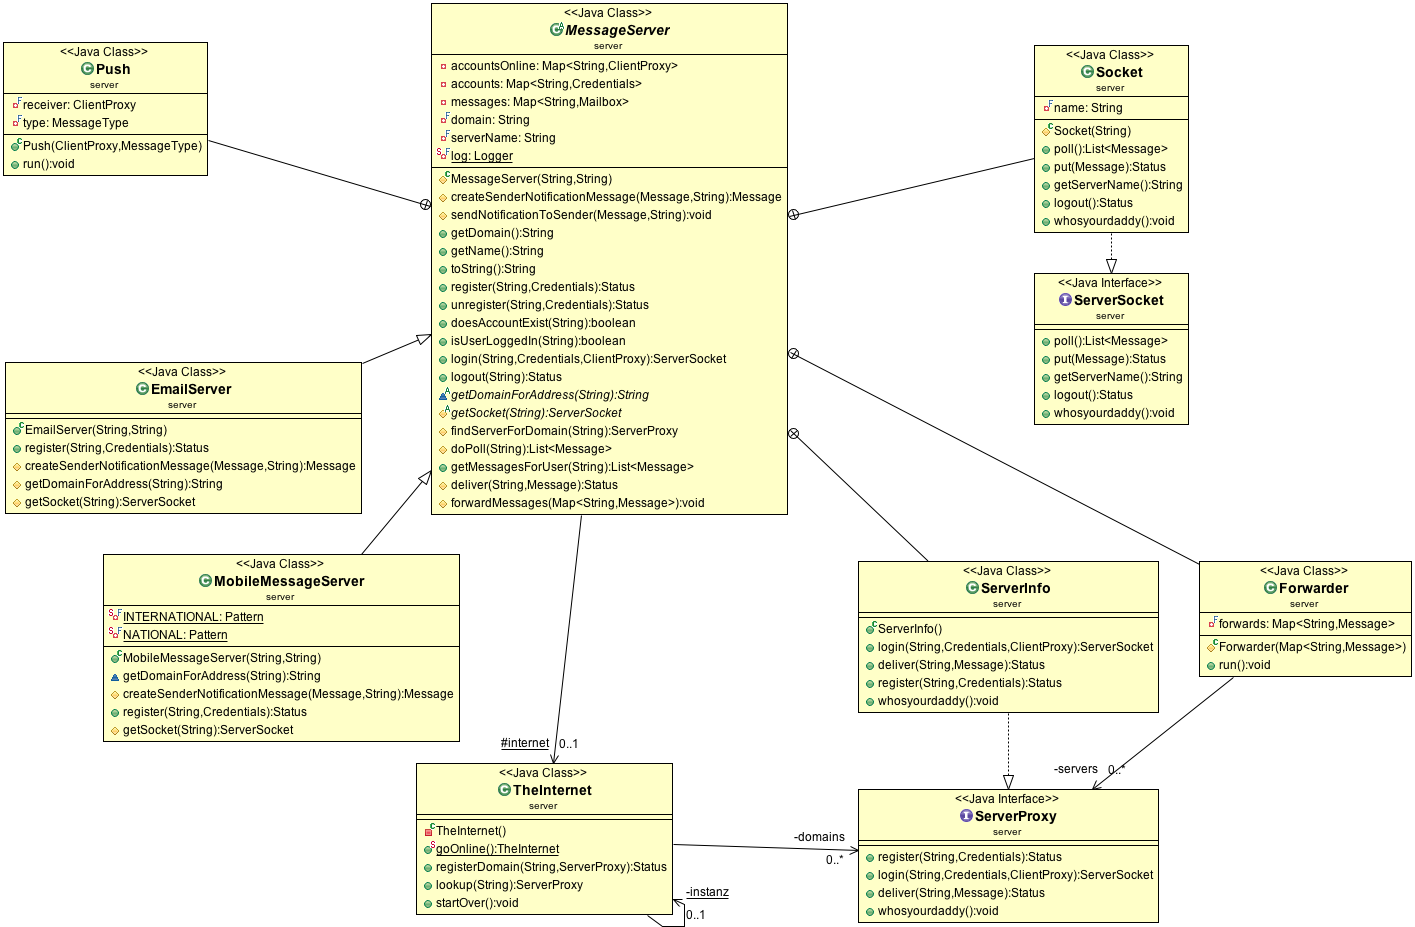 <<Java Class>>
Push
server
receiver: ClientProxy
type: MessageType
Push(ClientProxy,MessageType)
run():void
<<Java Class>>
MessageServer
server
accountsOnline: Map<String,ClientProxy>
accounts: Map<String,Credentials>
messages: Map<String,Mailbox>
domain: String
serverName: String
log: Logger
MessageServer(String,String)
createSenderNotificationMessage(Message,String):Message
sendNotificationToSender(Message,String):void
getDomain():String
getName():String
toString():String
register(String,Credentials):Status
unregister(String,Credentials):Status
doesAccountExist(String):boolean
isUserLoggedIn(String):boolean
login(String,Credentials,ClientProxy):ServerSocket
logout(String):Status
getDomainForAddress(String):String
getSocket(String):ServerSocket
findServerForDomain(String):ServerProxy
doPoll(String):List<Message>
getMessagesForUser(String):List<Message>
deliver(String,Message):Status
forwardMessages(Map<String,Message>):void
<<Java Class>>
Socket
server
name: String
Socket(String)
poll():List<Message>
put(Message):Status
getServerName():String
logout():Status
whosyourdaddy():void
<<Java Interface>>
ServerSocket
server
poll():List<Message>
put(Message):Status
getServerName():String
logout():Status
whosyourdaddy():void
<<Java Class>>
EmailServer
server
EmailServer(String,String)
register(String,Credentials):Status
createSenderNotificationMessage(Message,String):Message
getDomainForAddress(String):String
getSocket(String):ServerSocket
<<Java Class>>
MobileMessageServer
server
INTERNATIONAL: Pattern
NATIONAL: Pattern
MobileMessageServer(String,String)
getDomainForAddress(String):String
createSenderNotificationMessage(Message,String):Message
register(String,Credentials):Status
getSocket(String):ServerSocket
<<Java Class>>
ServerInfo
server
ServerInfo()
login(String,Credentials,ClientProxy):ServerSocket
deliver(String,Message):Status
register(String,Credentials):Status
whosyourdaddy():void
<<Java Class>>
Forwarder
server
forwards: Map<String,Message>
Forwarder(Map<String,Message>)
run():void
#internet 0..1
<<Java Class>>
TheInternet
server
TheInternet()
goOnline():TheInternet
registerDomain(String,ServerProxy):Status
lookup(String):ServerProxy
startOver():void
-instanz
0..1
-domains
0..*
-servers 0..*
<<Java Interface>>
ServerProxy
server
register(String,Credentials):Status
login(String,Credentials,ClientProxy):ServerSocket
deliver(String,Message):Status
whosyourdaddy():void